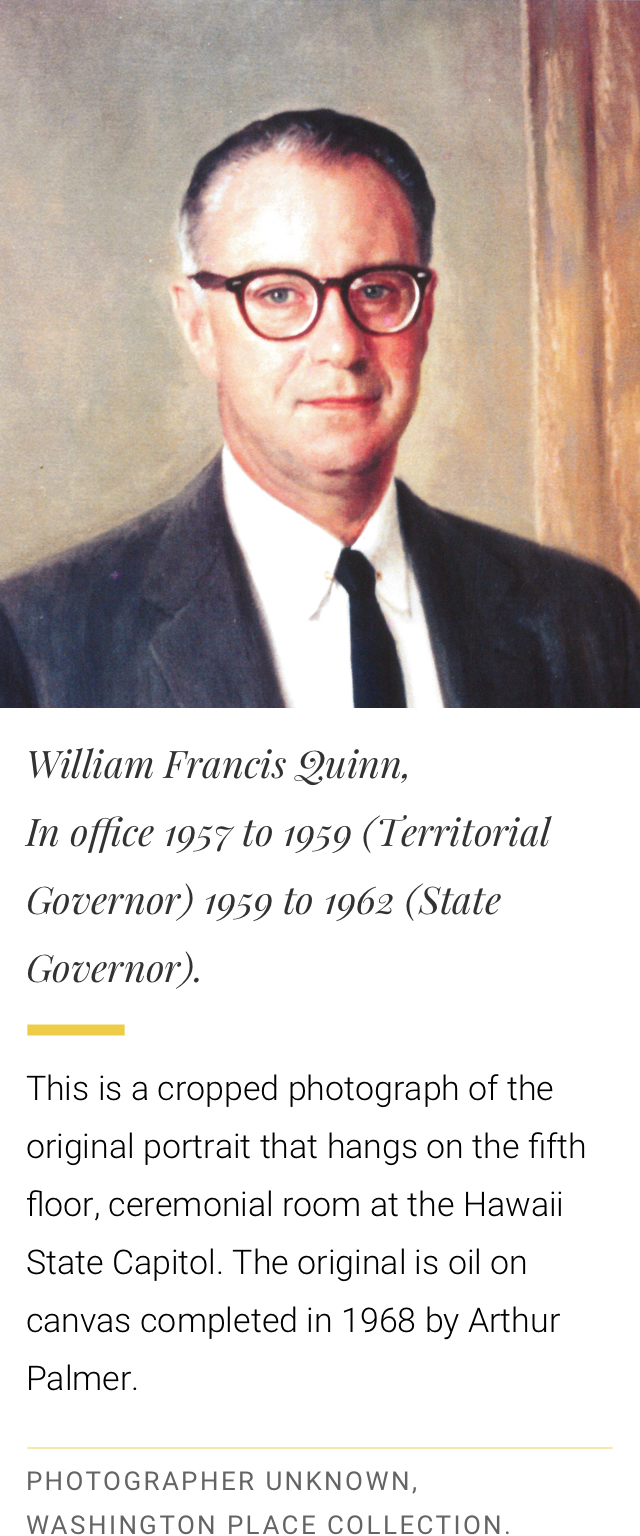 William Francis Quinn,
In office 1957 to 1959 (Territorial
Governor) 1959 to 1962 (State
Governor).
This is a cropped photograph of the
original portrait that hangs on the fifth
floor, ceremonial room at the Hawaii
State Capitol. The original is oil on
canvas completed in 1968 by Arthur
Palmer.
PHOTOGRAPHER UNKNOWN,
WASHINGTON PLACE COLLECTION.